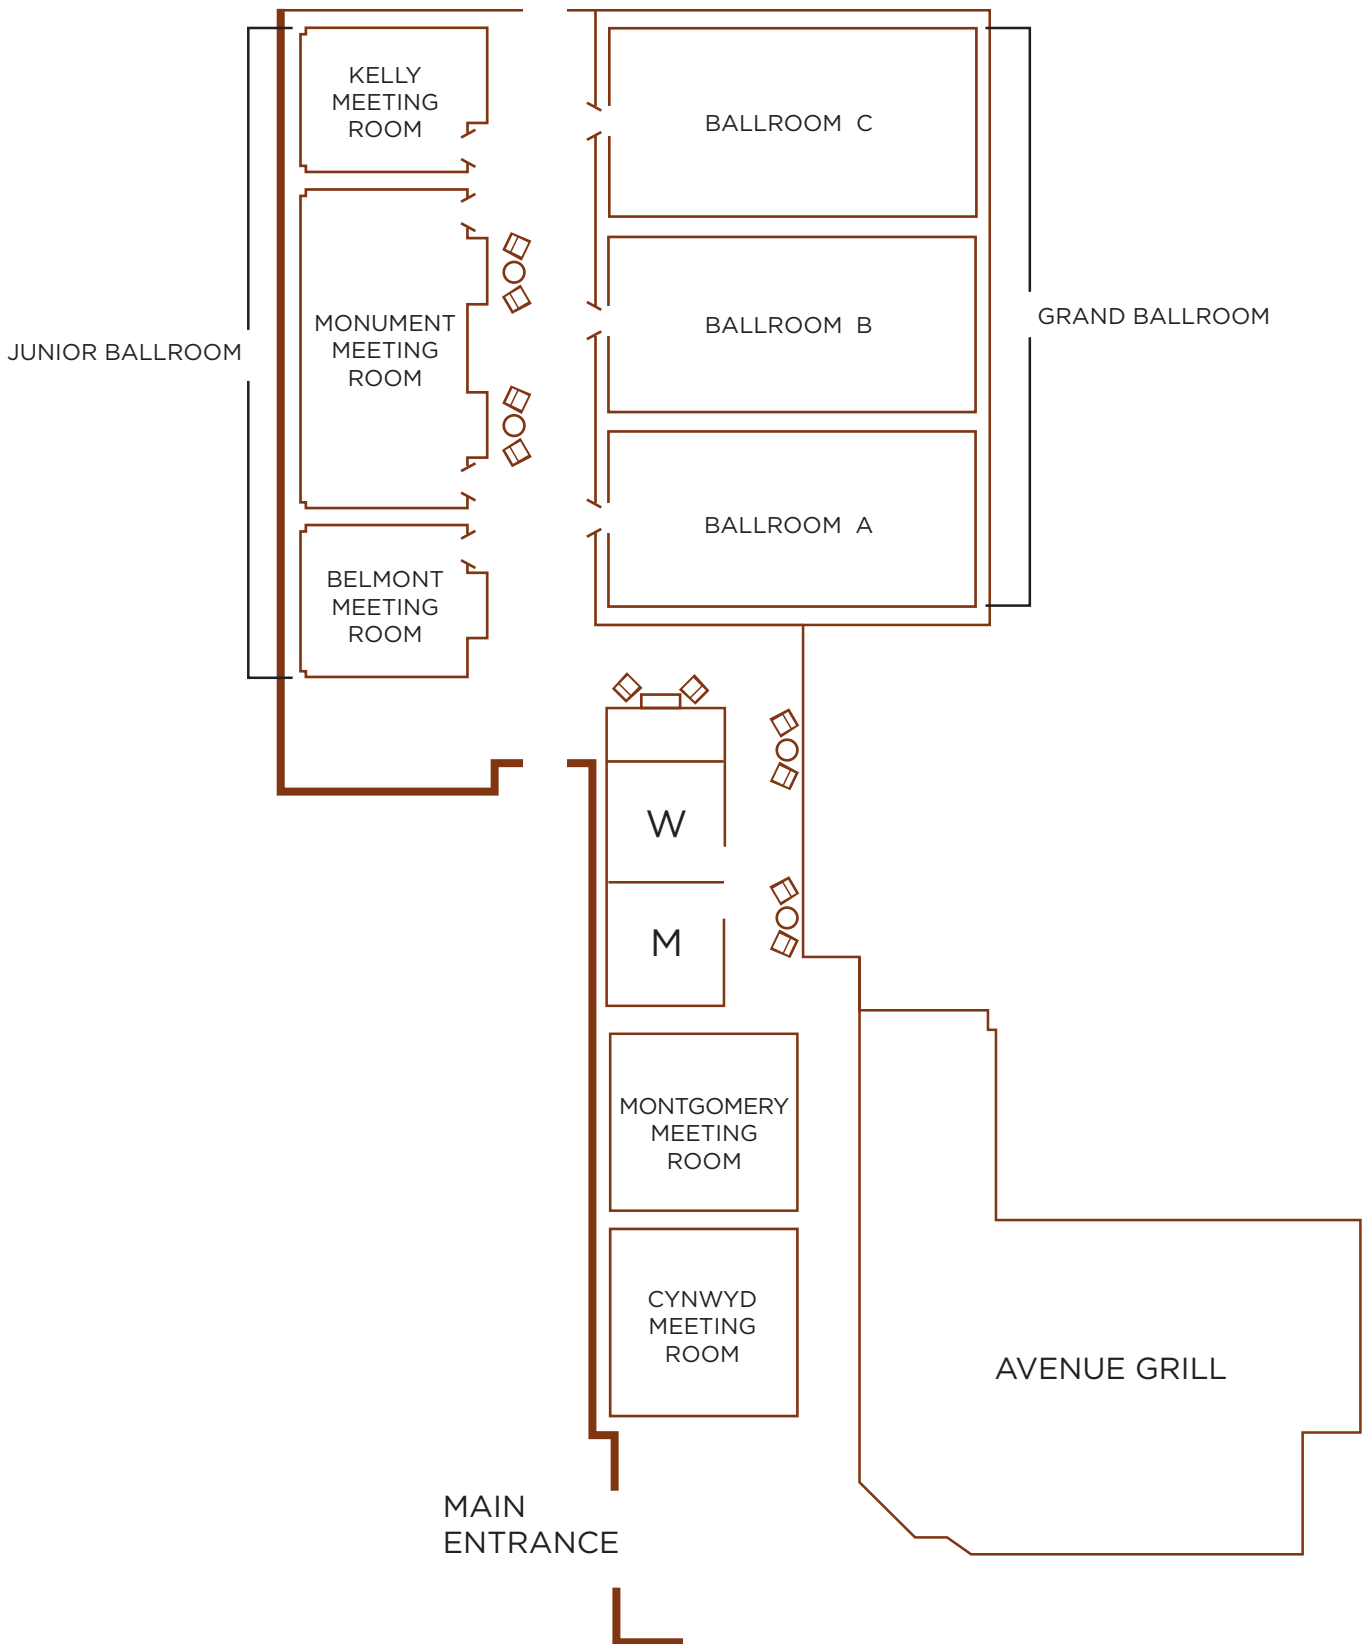 KELLY
MEETING
ROOM
BALLROOM C
MONUMENT
MEETING
ROOM
BALLROOM B
GRAND BALLROOM
JUNIOR BALLROOM
BALLROOM A
BELMONT
MEETING
ROOM
W
M
MONTGOMERY
MEETING
ROOM
CYNWYD
MEETING
ROOM
AVENUE GRILL
MAIN
ENTRANCE